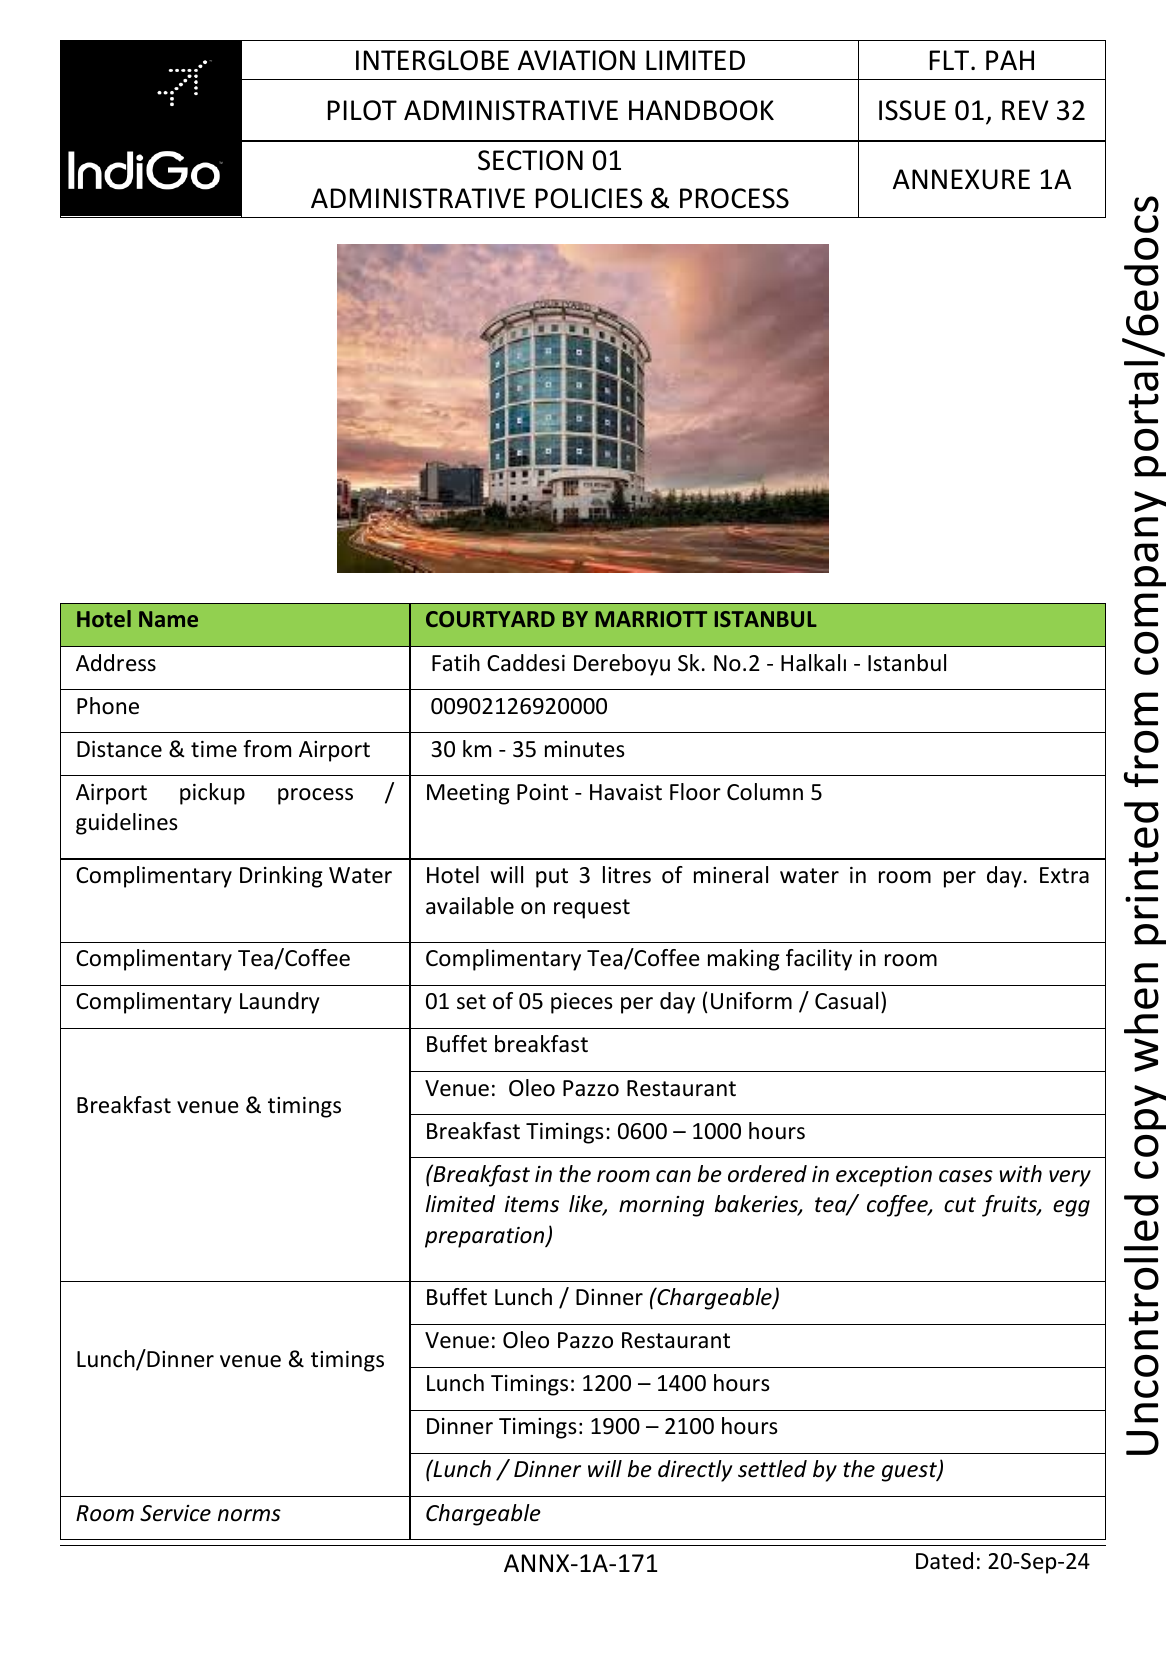 IndiGo
INTERGLOBE AVIATION LIMITED
FLT. PAH
PILOT ADMINISTRATIVE HANDBOOK
ISSUE 01, REV 32
SECTION 01
ADMINISTRATIVE POLICIES & PROCESS
ANNEXURE 1A
COURTYARD
Hotel Name
COURTYARD BY MARRIOTT ISTANBUL
Address
Fatih Caddesi Dereboyu Sk. No.2 - Halkalı - Istanbul
Phone
00902126920000
Distance & time from Airport
30 km - 35 minutes
Airport pickup process /
guidelines
Meeting Point - Havaist Floor Column 5
Complimentary Drinking Water
Hotel will put 3 litres of mineral water in room per day. Extra
available on request
Complimentary Tea/Coffee
Complimentary Tea/Coffee making facility in room
Complimentary Laundry
01 set of 05 pieces per day (Uniform / Casual)
Breakfast venue & timings
Buffet breakfast
Venue: Oleo Pazzo Restaurant
Breakfast Timings: 0600 – 1000 hours
(Breakfast in the room can be ordered in exception cases with very
limited items like, morning bakeries, tea/ coffee, cut fruits, egg
preparation)
Lunch/Dinner venue & timings
Buffet Lunch / Dinner (Chargeable)
Venue: Oleo Pazzo Restaurant
Lunch Timings: 1200 – 1400 hours
Dinner Timings: 1900 – 2100 hours
(Lunch / Dinner will be directly settled by the guest)
Room Service norms
Chargeable
ANNX-1A-171
Dated: 20-Sep-24
Uncontrolled copy when printed from company portal/6edocs